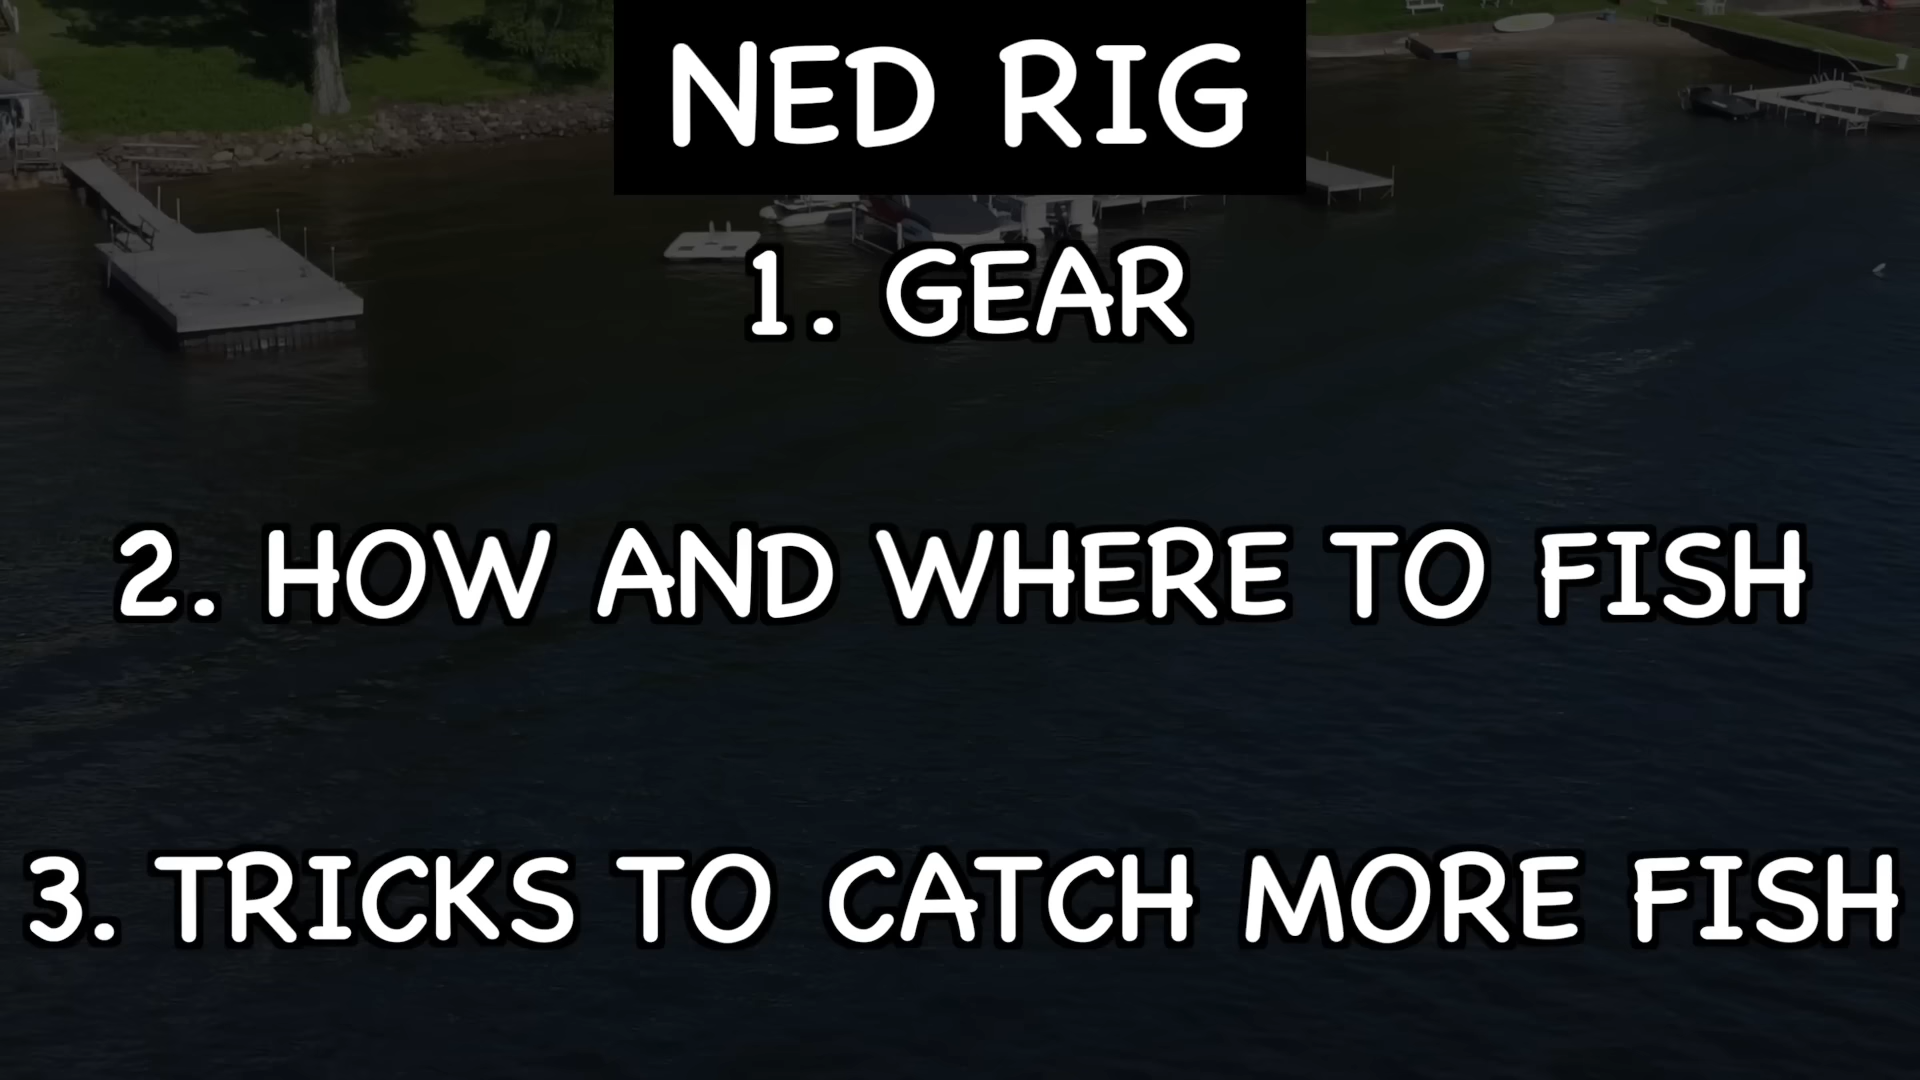 NED RIG
1. GEAR
2. HOW AND WHERE TO FISH
3. TRICKS TO CATCH MORE FISH